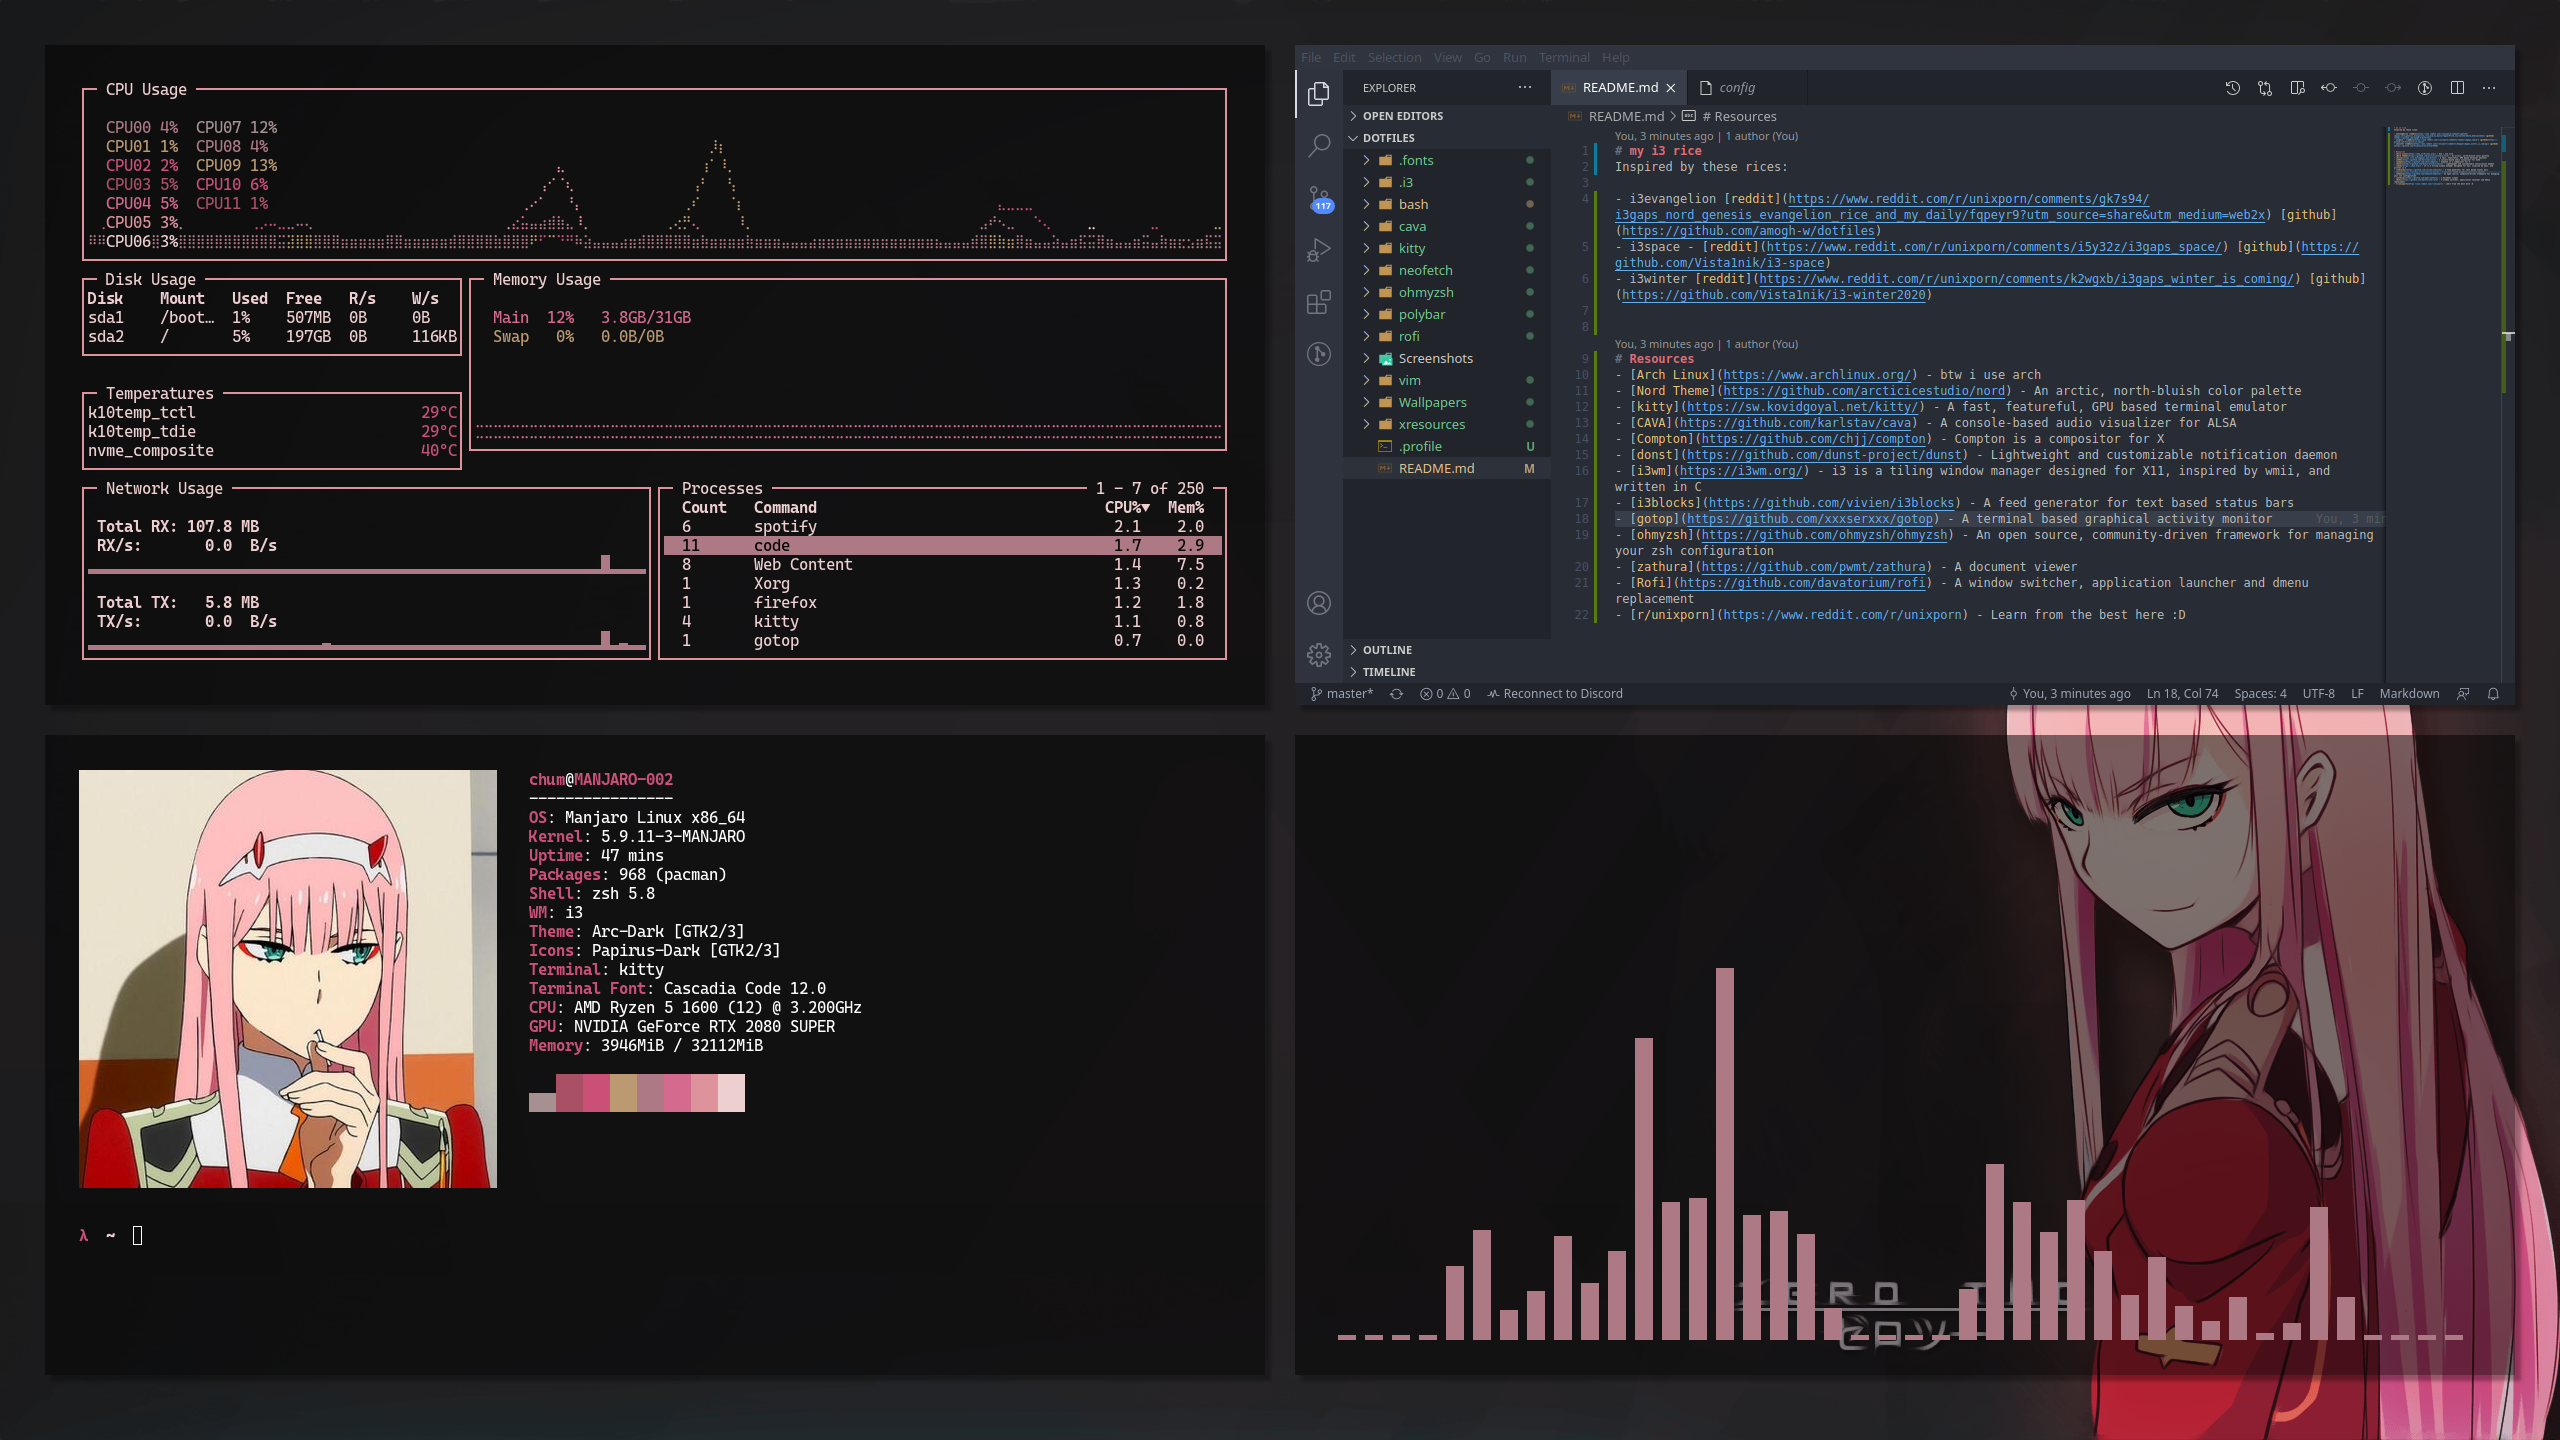 CPU Usage
CPU00 4% CPU07 12%
CPU01 1% CPU08 4%
CPU02 2% CPU09 13%
CPU03 5% CPU10 6%
CPU04 5% CPU11 1%
CPU05 3%
CPU06 3%
Disk Usage
Disk Mount Used Free R/s W/s
sda1 /boot… 1% 507MB 0B 0B
sda2 / 5% 197GB 0B 116KB
Memory Usage
Main 12% 3.8GB/31GB
Swap 0% 0.0B/0B
Temperatures
k10temp_tctl 29°C
k10temp_tdie 29°C
nvme_composite 40°C
Network Usage
Total RX: 107.8 MB
RX/s: 0.0 B/s
Total TX: 5.8 MB
TX/s: 0.0 B/s
Processes 1 - 7 of 250
Count Command CPU%▼ Mem%
6 spotify 2.1 2.0
11 code 1.7 2.9
8 Web Content 1.4 7.5
1 Xorg 1.3 0.2
1 firefox 1.2 1.8
4 kitty 1.1 0.8
1 gotop 0.7 0.0
File Edit Selection View Go Run Terminal Help
EXPLORER ···
OPEN EDITORS
DOTFILES
.fonts
.i3
bash
cava
kitty
neofetch
ohmyzsh
polybar
rofi
Screenshots
vim
Wallpapers
xresources
.profile U
README.md M
OUTLINE
TIMELINE
117
README.md config
README.md > # Resources
You, 3 minutes ago | 1 author (You)
1 # my i3 rice
2 Inspired by these rices:
3
4 - i3evangelion [reddit](https://www.reddit.com/r/unixporn/comments/gk7s94/
i3gaps_nord_genesis_evangelion_rice_and_my_daily/fqpeyr9?utm_source=share&utm_medium=web2x) [github]
(https://github.com/amogh-w/dotfiles)
5 - i3space - [reddit](https://www.reddit.com/r/unixporn/comments/i5y32z/i3gaps_space/) [github](https://
github.com/Vista1nik/i3-space)
6 - i3winter [reddit](https://www.reddit.com/r/unixporn/comments/k2wgxb/i3gaps_winter_is_coming/) [github]
(https://github.com/Vista1nik/i3-winter2020)
7
8
You, 3 minutes ago | 1 author (You)
9 # Resources
10 - [Arch Linux](https://www.archlinux.org/) - btw i use arch
11 - [Nord Theme](https://github.com/arcticicestudio/nord) - An arctic, north-bluish color palette
12 - [kitty](https://sw.kovidgoyal.net/kitty/) - A fast, featureful, GPU based terminal emulator
13 - [CAVA](https://github.com/karlstav/cava) - A console-based audio visualizer for ALSA
14 - [Compton](https://github.com/chjj/compton) - Compton is a compositor for X
15 - [donst](https://github.com/dunst-project/dunst) - Lightweight and customizable notification daemon
16 - [i3wm](https://i3wm.org/) - i3 is a tiling window manager designed for X11, inspired by wmii, and
written in C
17 - [i3blocks](https://github.com/vivien/i3blocks) - A feed generator for text based status bars
18 - [gotop](https://github.com/xxxserxxx/gotop) - A terminal based graphical activity monitor You, 3 min
19 - [ohmyzsh](https://github.com/ohmyzsh/ohmyzsh) - An open source, community-driven framework for managing
your zsh configuration
20 - [zathura](https://github.com/pwmt/zathura) - A document viewer
21 - [Rofi](https://github.com/davatorium/rofi) - A window switcher, application launcher and dmenu
replacement
22 - [r/unixporn](https://www.reddit.com/r/unixporn) - Learn from the best here :D
master* 0 0 Reconnect to Discord You, 3 minutes ago Ln 18, Col 74 Spaces: 4 UTF-8 LF Markdown
chum@MANJARO-002
----------------
OS: Manjaro Linux x86_64
Kernel: 5.9.11-3-MANJARO
Uptime: 47 mins
Packages: 968 (pacman)
Shell: zsh 5.8
WM: i3
Theme: Arc-Dark [GTK2/3]
Icons: Papirus-Dark [GTK2/3]
Terminal: kitty
Terminal Font: Cascadia Code 12.0
CPU: AMD Ryzen 5 1600 (12) @ 3.200GHz
GPU: NVIDIA GeForce RTX 2080 SUPER
Memory: 3946MiB / 32112MiB
λ ~